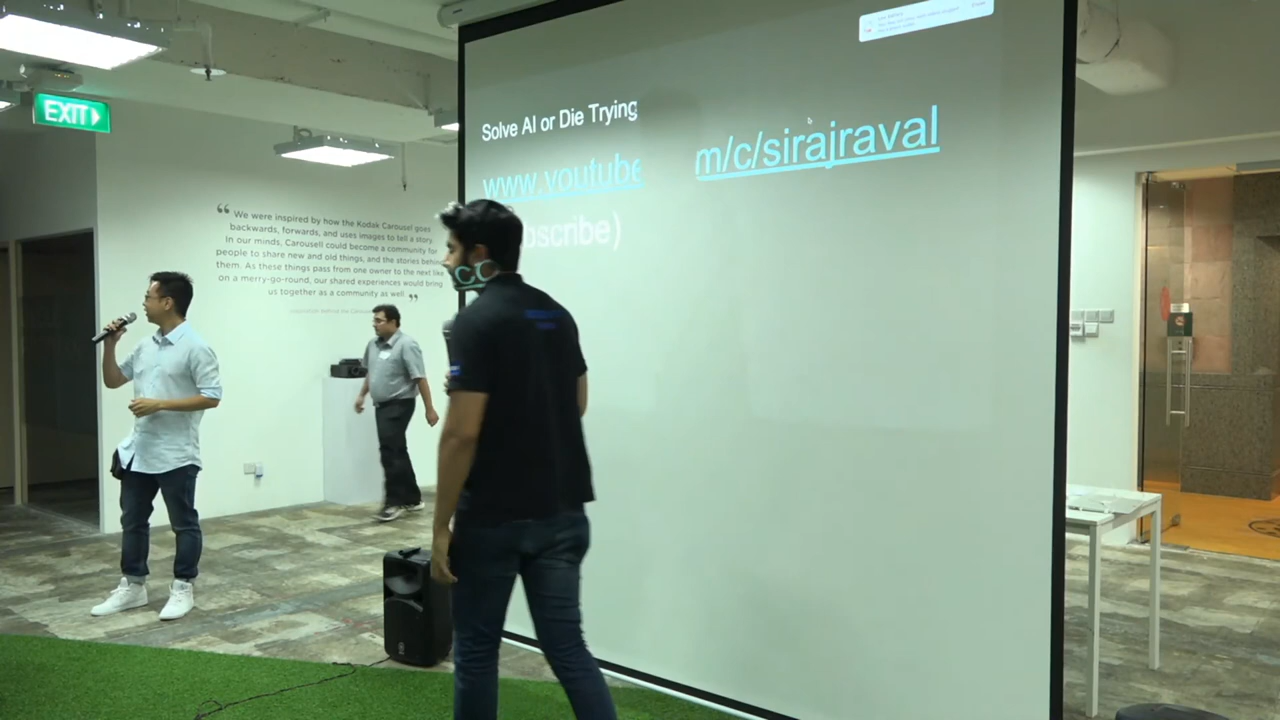 EXIT
Solve AI or Die Trying
www.youtube
m/c/sirajraval
bscribe)
We were inspired by how the Kodak Carousel goes
backwards, forwards, and uses images to tell a story.
In our minds, Carousell could become a community for
people to share new and old things, and the stories behind
them. As these things pass from one owner to the next like
on a merry-go-round, our shared experiences would bring
us together as a community as well.